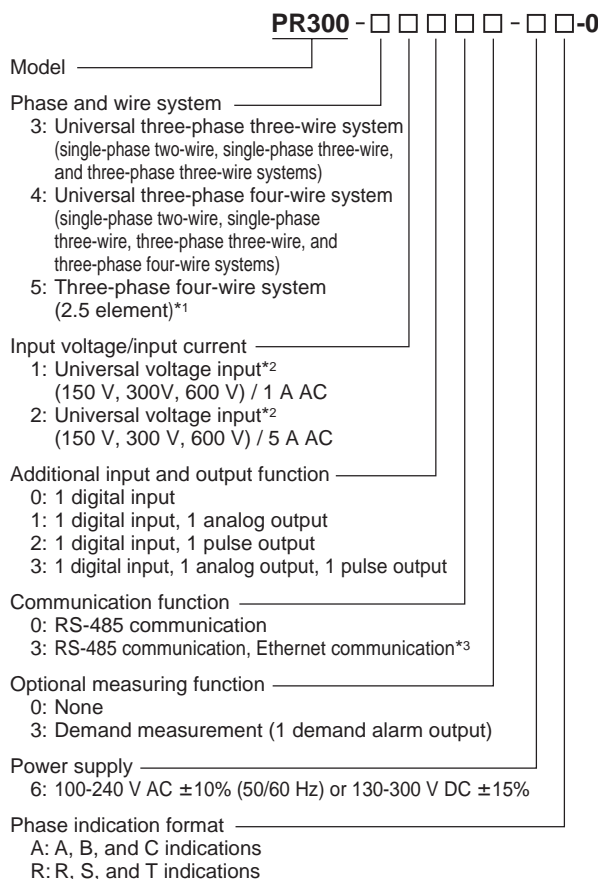 PR300 - □ □ □ □ □ - □ □-0
Model
Phase and wire system
3: Universal three-phase three-wire system
(single-phase two-wire, single-phase three-wire,
and three-phase three-wire systems)
4: Universal three-phase four-wire system
(single-phase two-wire, single-phase
three-wire, three-phase three-wire, and
three-phase four-wire systems)
5: Three-phase four-wire system
(2.5 element)*1
Input voltage/input current
1: Universal voltage input*2
(150 V, 300V, 600 V) / 1 A AC
2: Universal voltage input*2
(150 V, 300 V, 600 V) / 5 A AC
Additional input and output function
0: 1 digital input
1: 1 digital input, 1 analog output
2: 1 digital input, 1 pulse output
3: 1 digital input, 1 analog output, 1 pulse output
Communication function
0: RS-485 communication
3: RS-485 communication, Ethernet communication*3
Optional measuring function
0: None
3: Demand measurement (1 demand alarm output)
Power supply
6: 100-240 V AC ±10% (50/60 Hz) or 130-300 V DC ±15%
Phase indication format
A: A, B, and C indications
R: R, S, and T indications